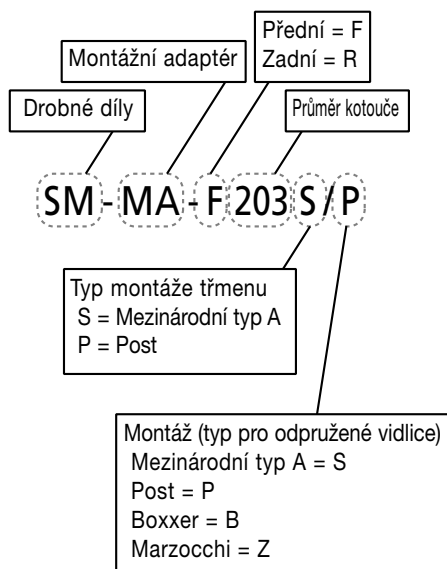 Přední = F
Zadní = R
Montážní adaptér
Drobné díly
Průměr kotouče
SM-MA-F203S/P
Typ montáže třmenu
S = Mezinárodní typ A
P = Post
Montáž (typ pro odpružené vidlice)
Mezinárodní typ A = S
Post = P
Boxxer = B
Marzocchi = Z